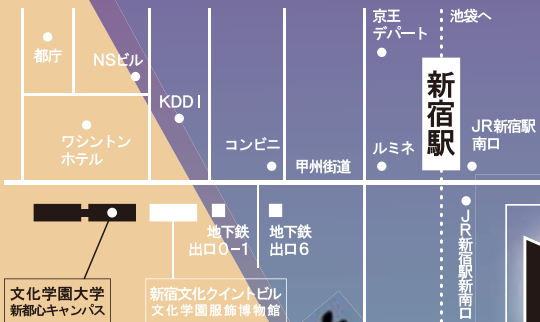 京王
デパート
池袋へ
都庁
NSビル
KDDI
新宿駅
ワシントン
ホテル
コンビニ
甲州街道
ルミネ
JR新宿駅
南口
地下鉄
出口0-1
地下鉄
出口6
JR新宿駅新南口
文化学園大学
新都心キャンパス
新宿文化クイントビル
文化学園服飾博物館